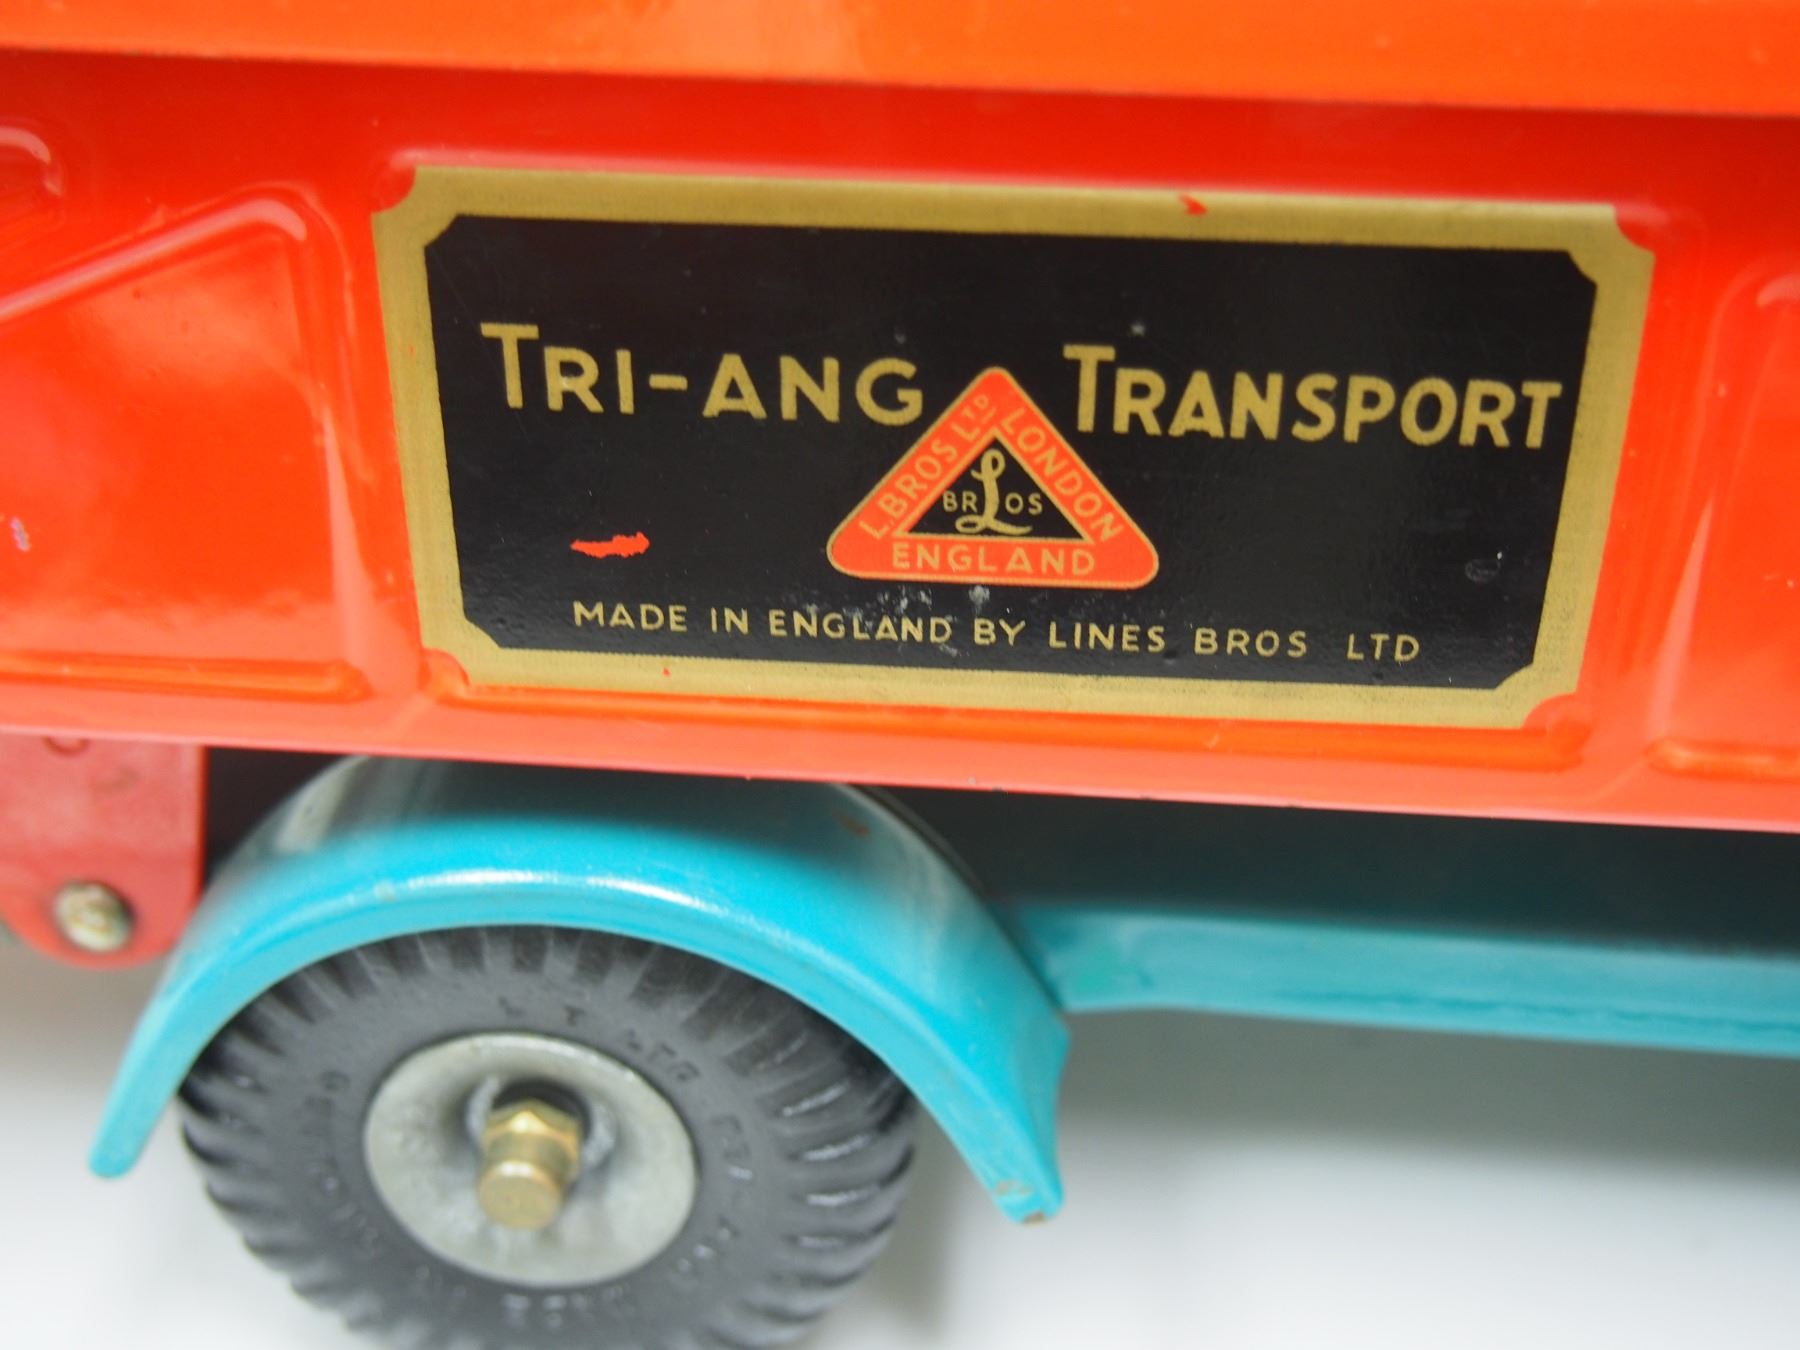 TRI-ANG TRANSPORT
L. BROS LTD LONDON
BR L OS
ENGLAND
MADE IN ENGLAND BY LINES BROS LTD